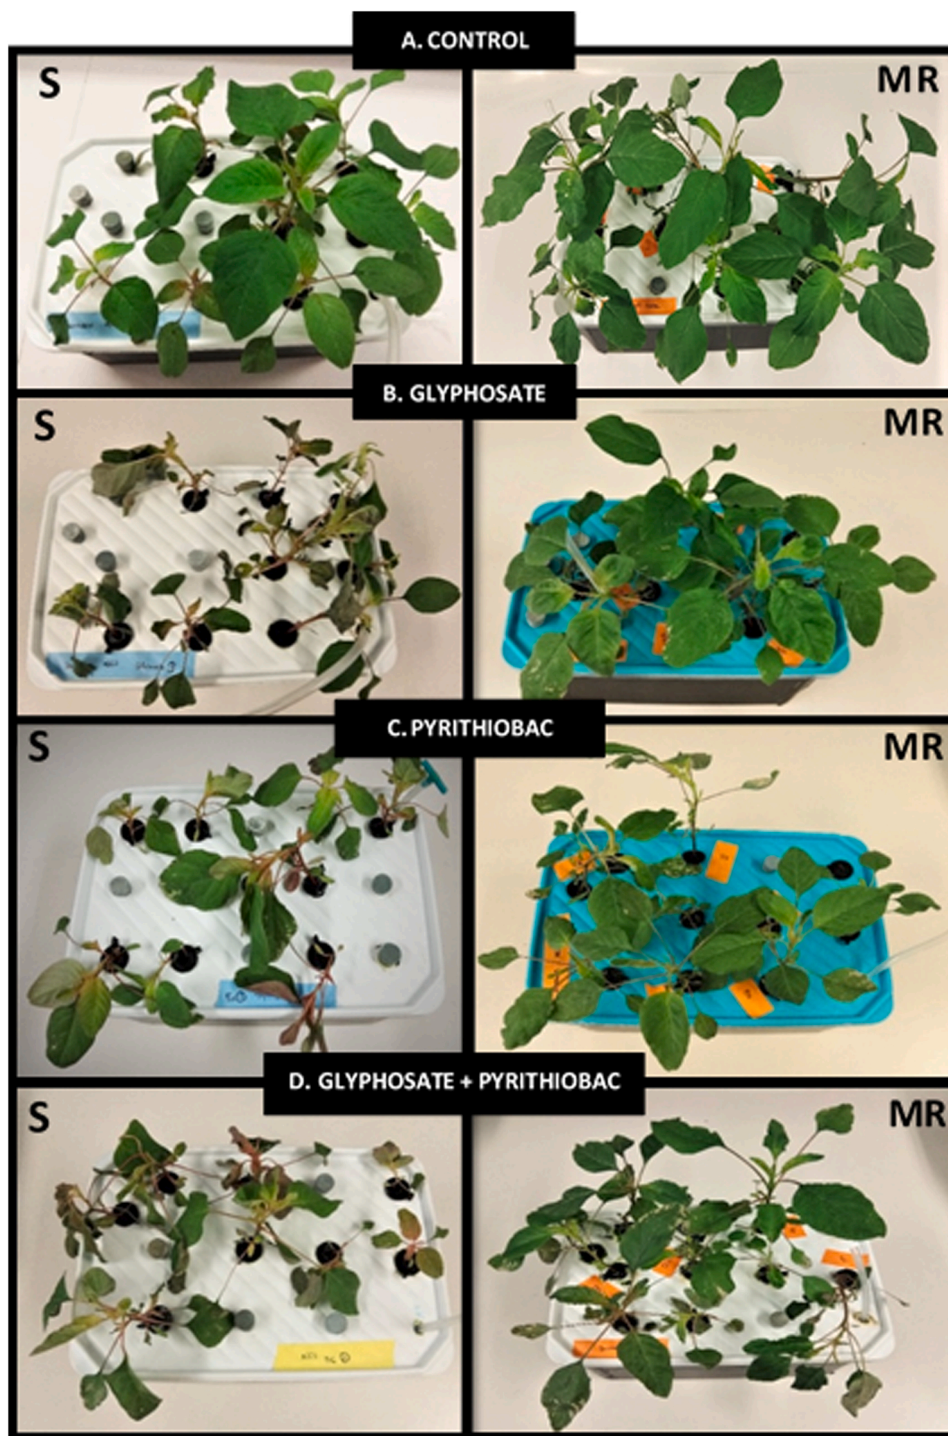 A. CONTROL
S
MR
B. GLYPHOSATE
S
MR
C. PYRITHIOBAC
S
MR
D. GLYPHOSATE + PYRITHIOBAC
S
MR